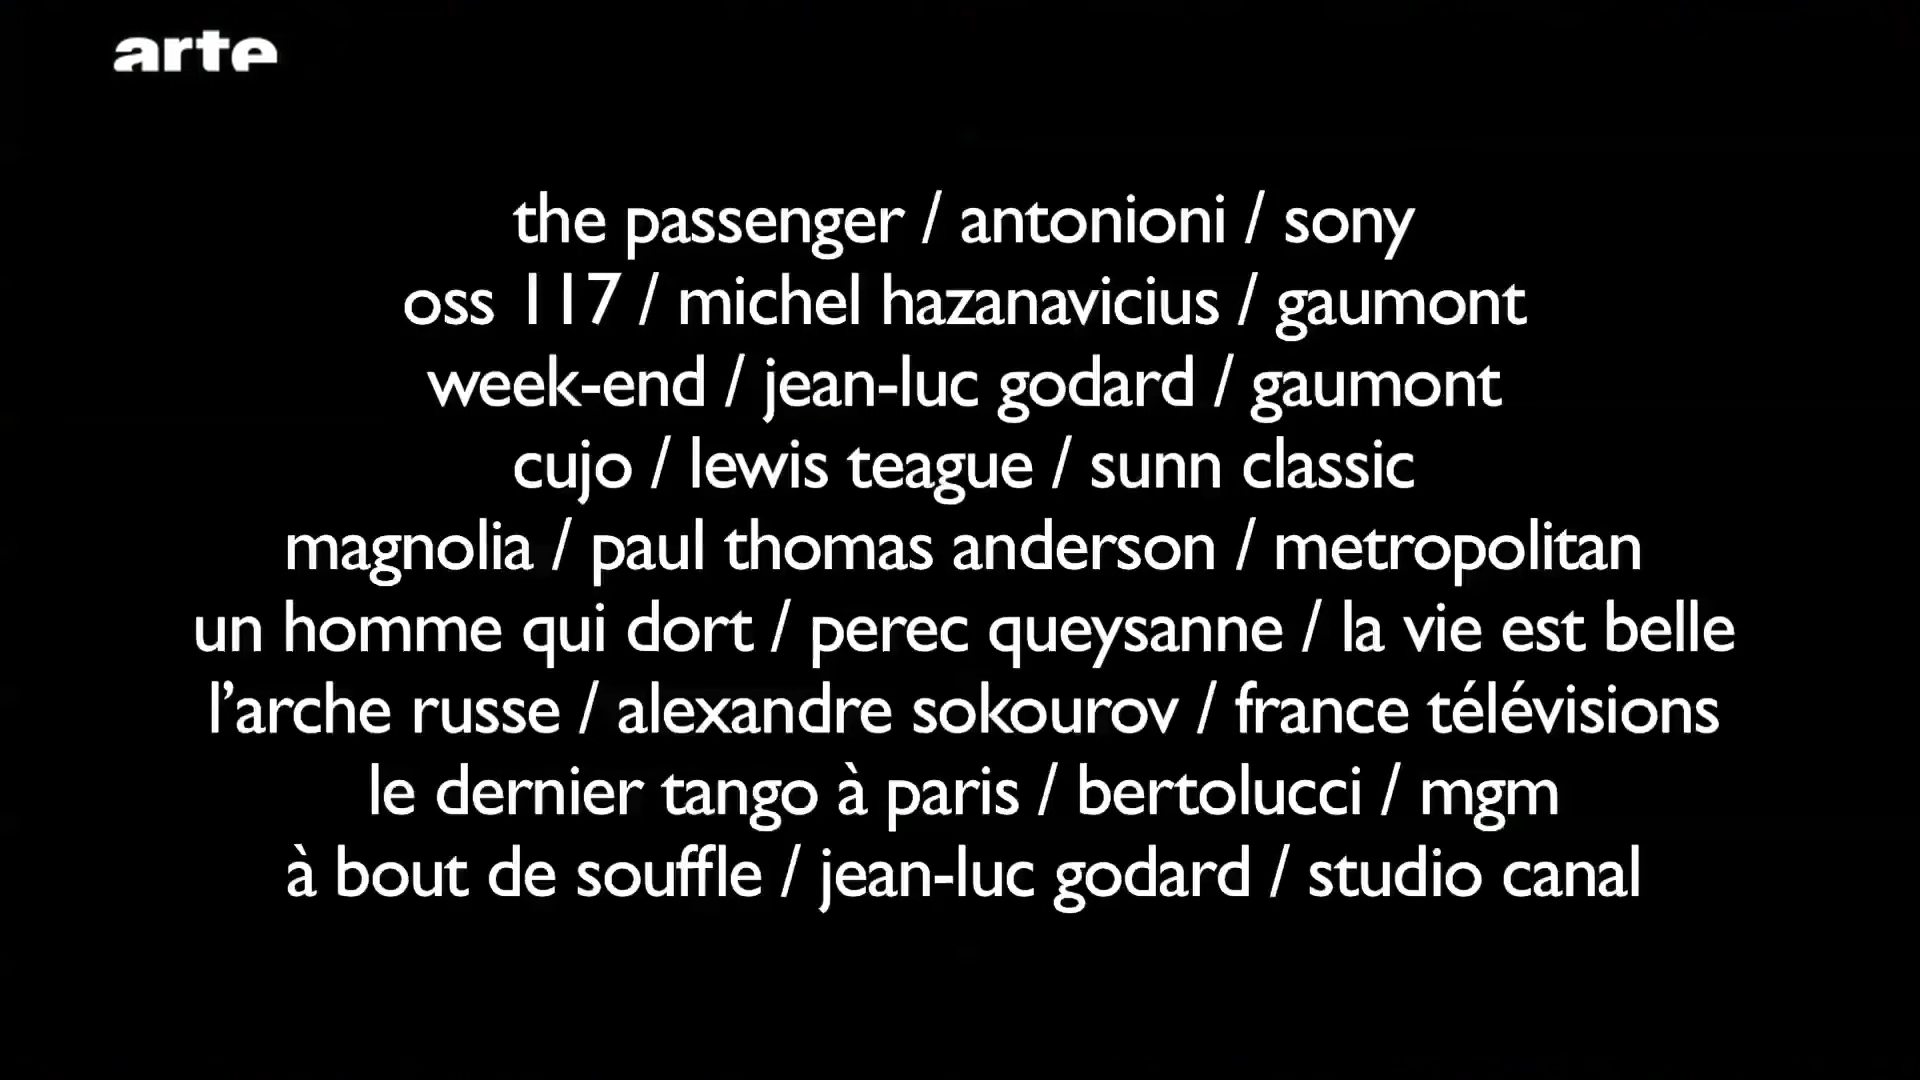 arte
the passenger / antonioni / sony
oss 117 / michel hazanavicius / gaumont
week-end / jean-luc godard / gaumont
cujo / lewis teague / sunn classic
magnolia / paul thomas anderson / metropolitan
un homme qui dort / perec queysanne / la vie est belle
l’arche russe / alexandre sokourov / france télévisions
le dernier tango à paris / bertolucci / mgm
à bout de souffle / jean-luc godard / studio canal